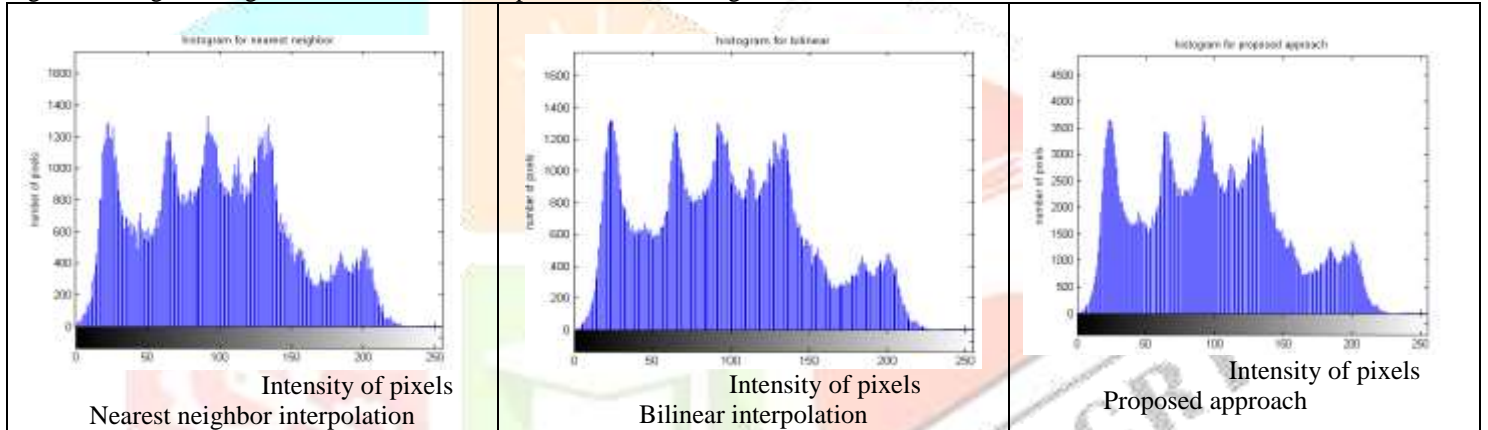 histogram for nearest neighbor
number of pixels
1600
1400
1200
1000
800
600
400
200
0
0 50 100 150 200 250
Intensity of pixels
Nearest neighbor interpolation
histogram for bilinear
number of pixels
1600
1400
1200
1000
800
600
400
200
0
0 50 100 150 200 250
Intensity of pixels
Bilinear interpolation
histogram for proposed approach
number of pixels
4500
4000
3500
3000
2500
2000
1500
1000
500
0
0 50 100 150 200 250
Intensity of pixels
Proposed approach